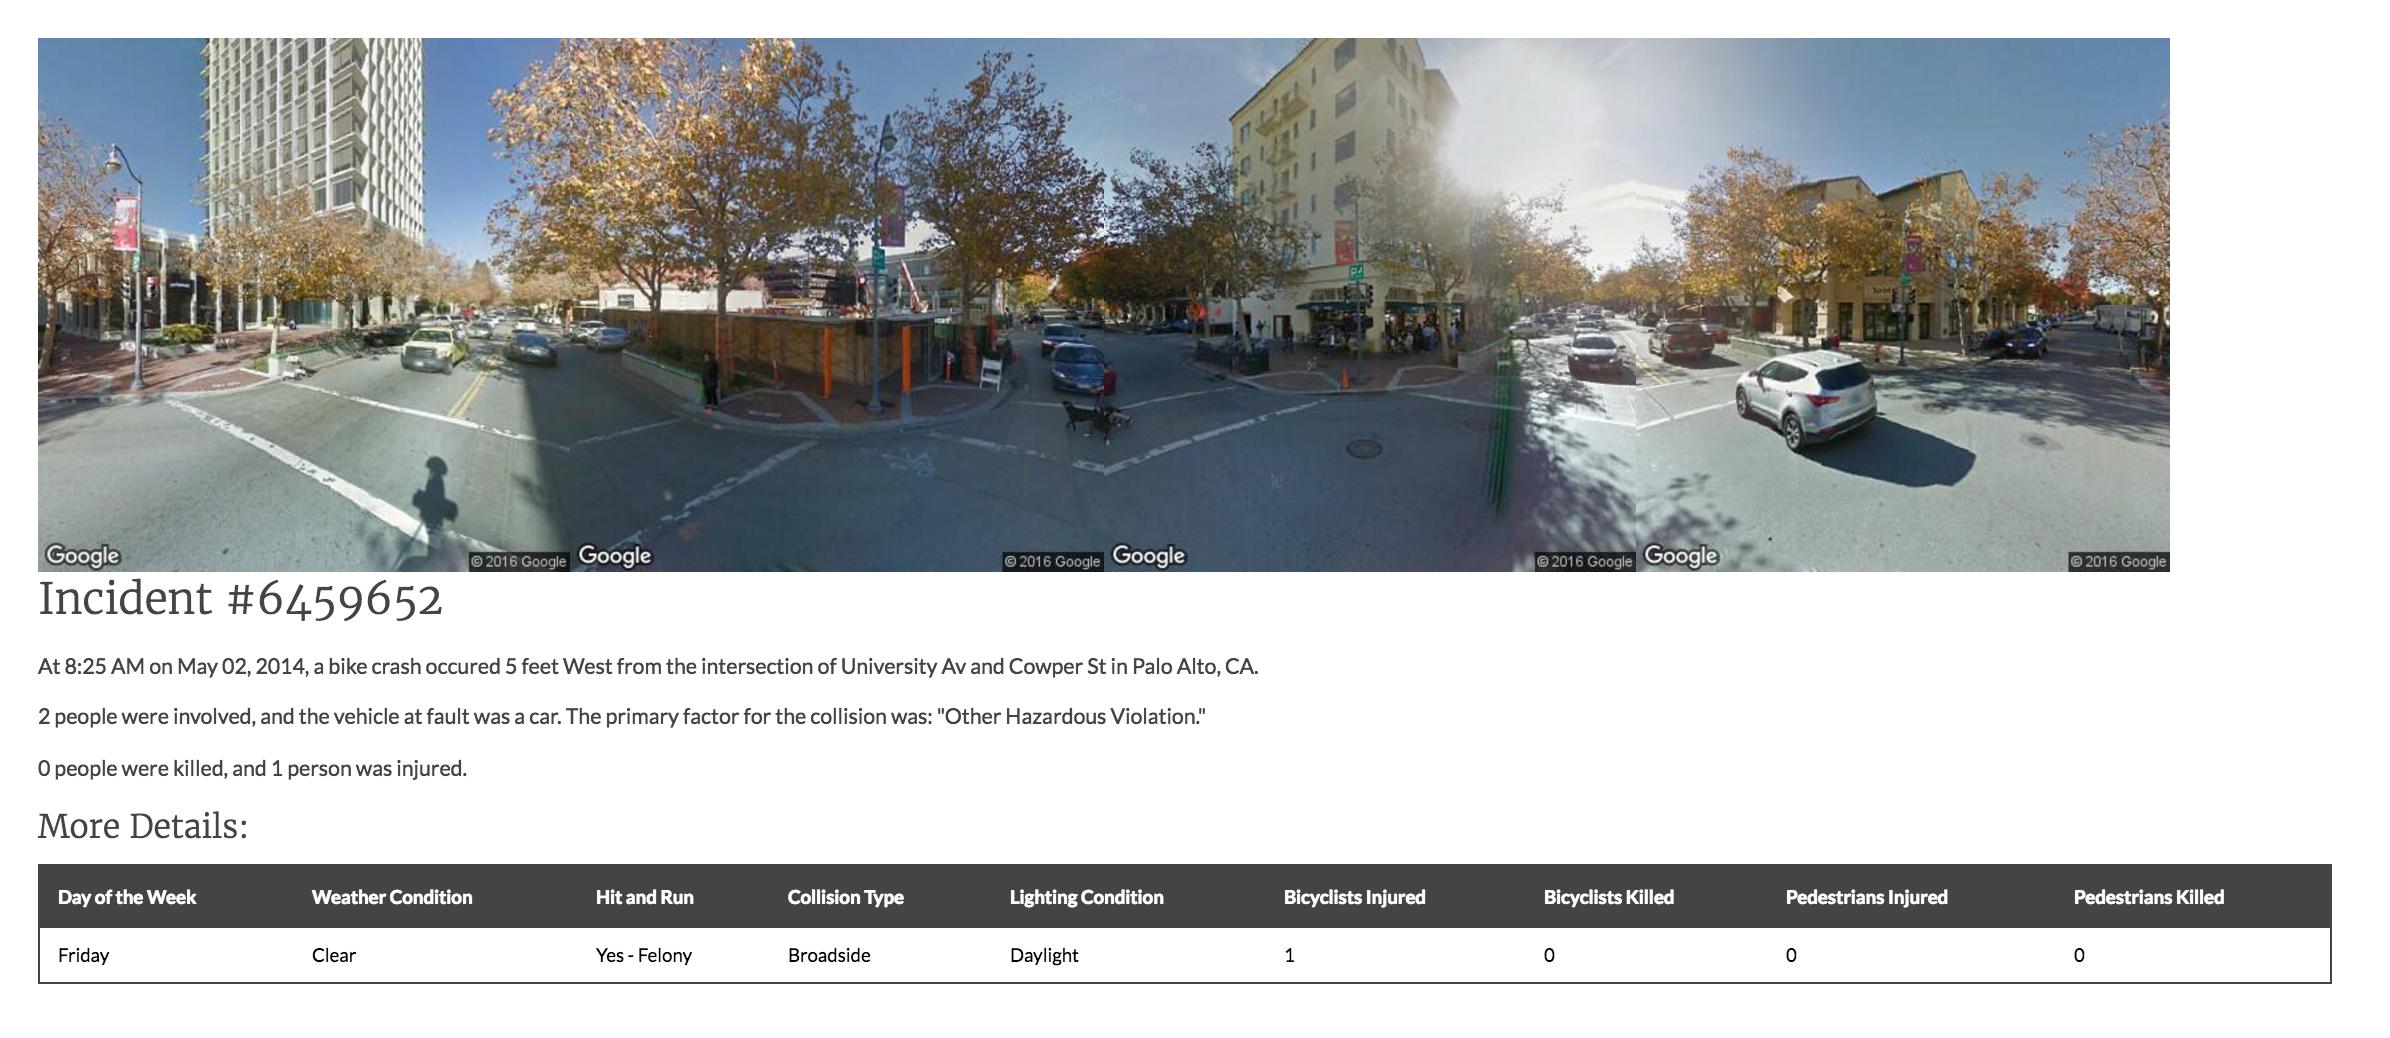 Sprint
Google
© 2016 Google
Google
© 2016 Google
Google
© 2016 Google
Google
© 2016 Google
Incident #6459652
At 8:25 AM on May 02, 2014, a bike crash occured 5 feet West from the intersection of University Av and Cowper St in Palo Alto, CA.
2 people were involved, and the vehicle at fault was a car. The primary factor for the collision was: "Other Hazardous Violation."
0 people were killed, and 1 person was injured.
More Details:
Day of the Week Weather Condition Hit and Run Collision Type Lighting Condition Bicyclists Injured Bicyclists Killed Pedestrians Injured Pedestrians Killed
Friday Clear Yes - Felony Broadside Daylight 1 0 0 0